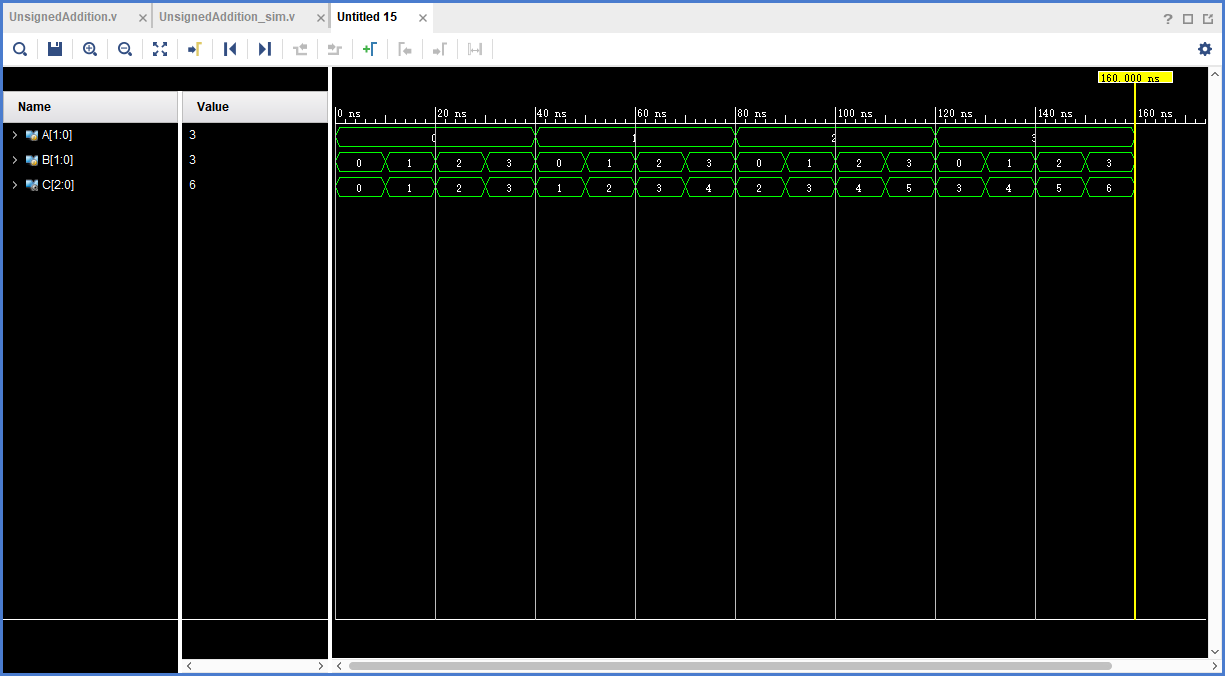 UnsignedAddition.v UnsignedAddition_sim.v Untitled 15
160.000 ns
Name Value
0 ns 20 ns 40 ns 60 ns 80 ns 100 ns 120 ns 140 ns 160 ns
A[1:0] 3 0 1 2 3
B[1:0] 3 0 1 2 3 0 1 2 3 0 1 2 3 0 1 2 3
C[2:0] 6 0 1 2 3 1 2 3 4 2 3 4 5 3 4 5 6